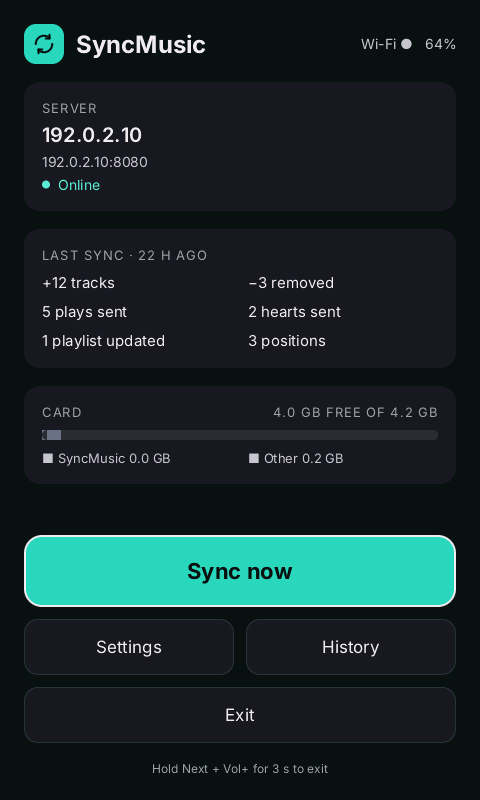 SyncMusic
Wi-Fi 64%
SERVER
192.0.2.10
192.0.2.10:8080
Online
LAST SYNC · 22 H AGO
+12 tracks −3 removed
5 plays sent 2 hearts sent
1 playlist updated 3 positions
CARD 4.0 GB FREE OF 4.2 GB
SyncMusic 0.0 GB Other 0.2 GB
Sync now
Settings History
Exit
Hold Next + Vol+ for 3 s to exit